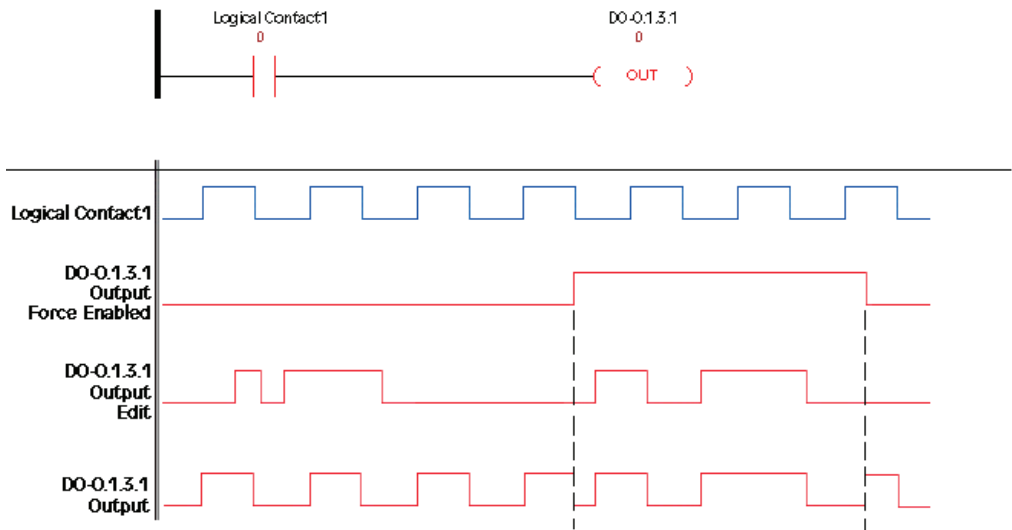 Logical Contact1 DO-0.1.3.1
0 0
OUT
Logical Contact1
DO-0.1.3.1
Output
Force Enabled
DO-0.1.3.1
Output
Edit
DO-0.1.3.1
Output